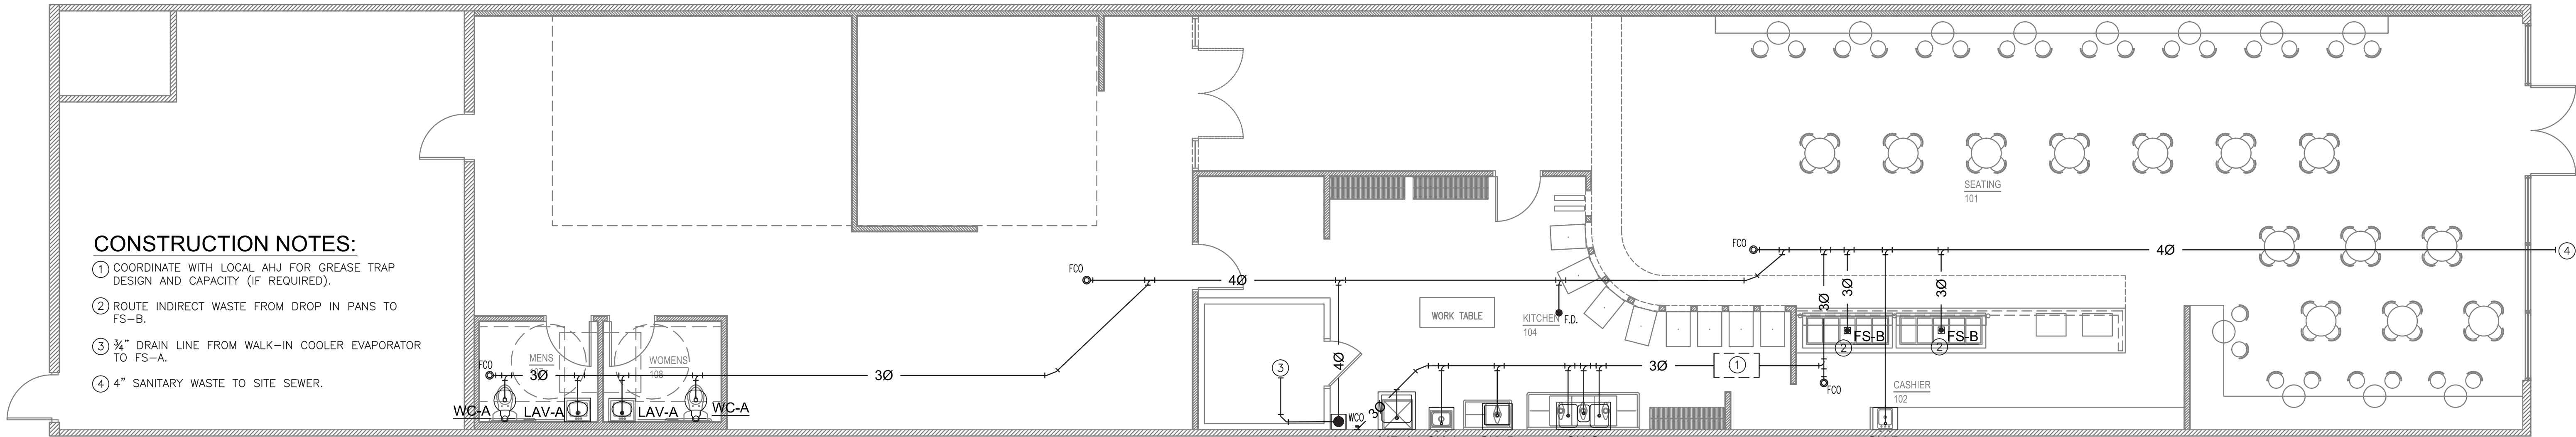 CONSTRUCTION NOTES:
1 COORDINATE WITH LOCAL AHJ FOR GREASE TRAP
DESIGN AND CAPACITY (IF REQUIRED).
2 ROUTE INDIRECT WASTE FROM DROP IN PANS TO
FS-B.
3 ¾" DRAIN LINE FROM WALK-IN COOLER EVAPORATOR
TO FS-A.
4 4" SANITARY WASTE TO SITE SEWER.
SEATING
101
FCO
4Ø
4
FCO
4Ø
3Ø
3Ø
3Ø
WORK TABLE
KITCHEN
104
F.D.
FS-B
FS-B
2
2
MENS
WOMENS
108
FCO
3Ø
3Ø
4Ø
3
3Ø
1
FCO
CASHIER
102
WC-A
LAV-A
LAV-A
WC-A
WCO
3Ø